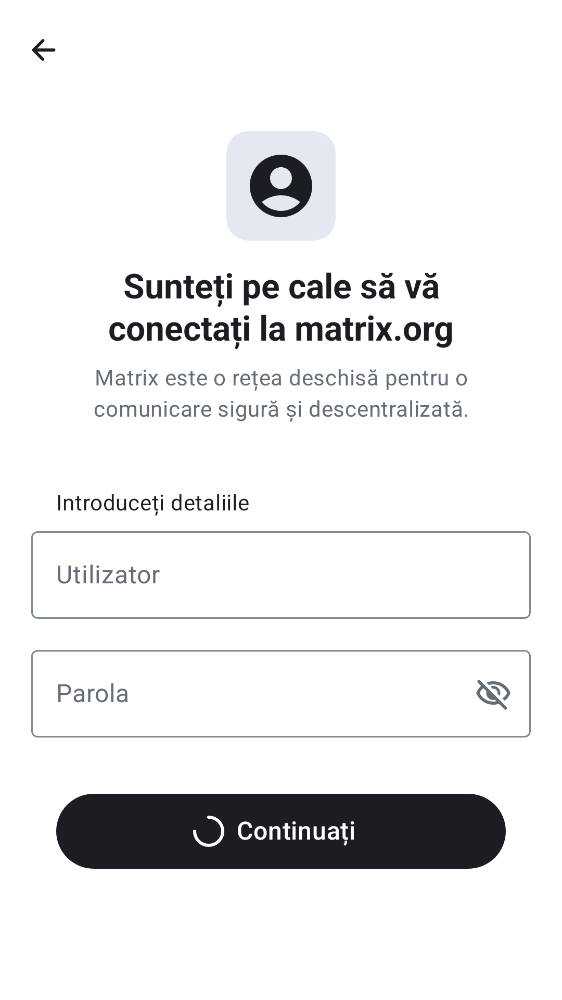 Sunteți pe cale să vă
conectați la matrix.org
Matrix este o rețea deschisă pentru o
comunicare sigură și descentralizată.
Introduceți detaliile
Utilizator
Parola
Continuați